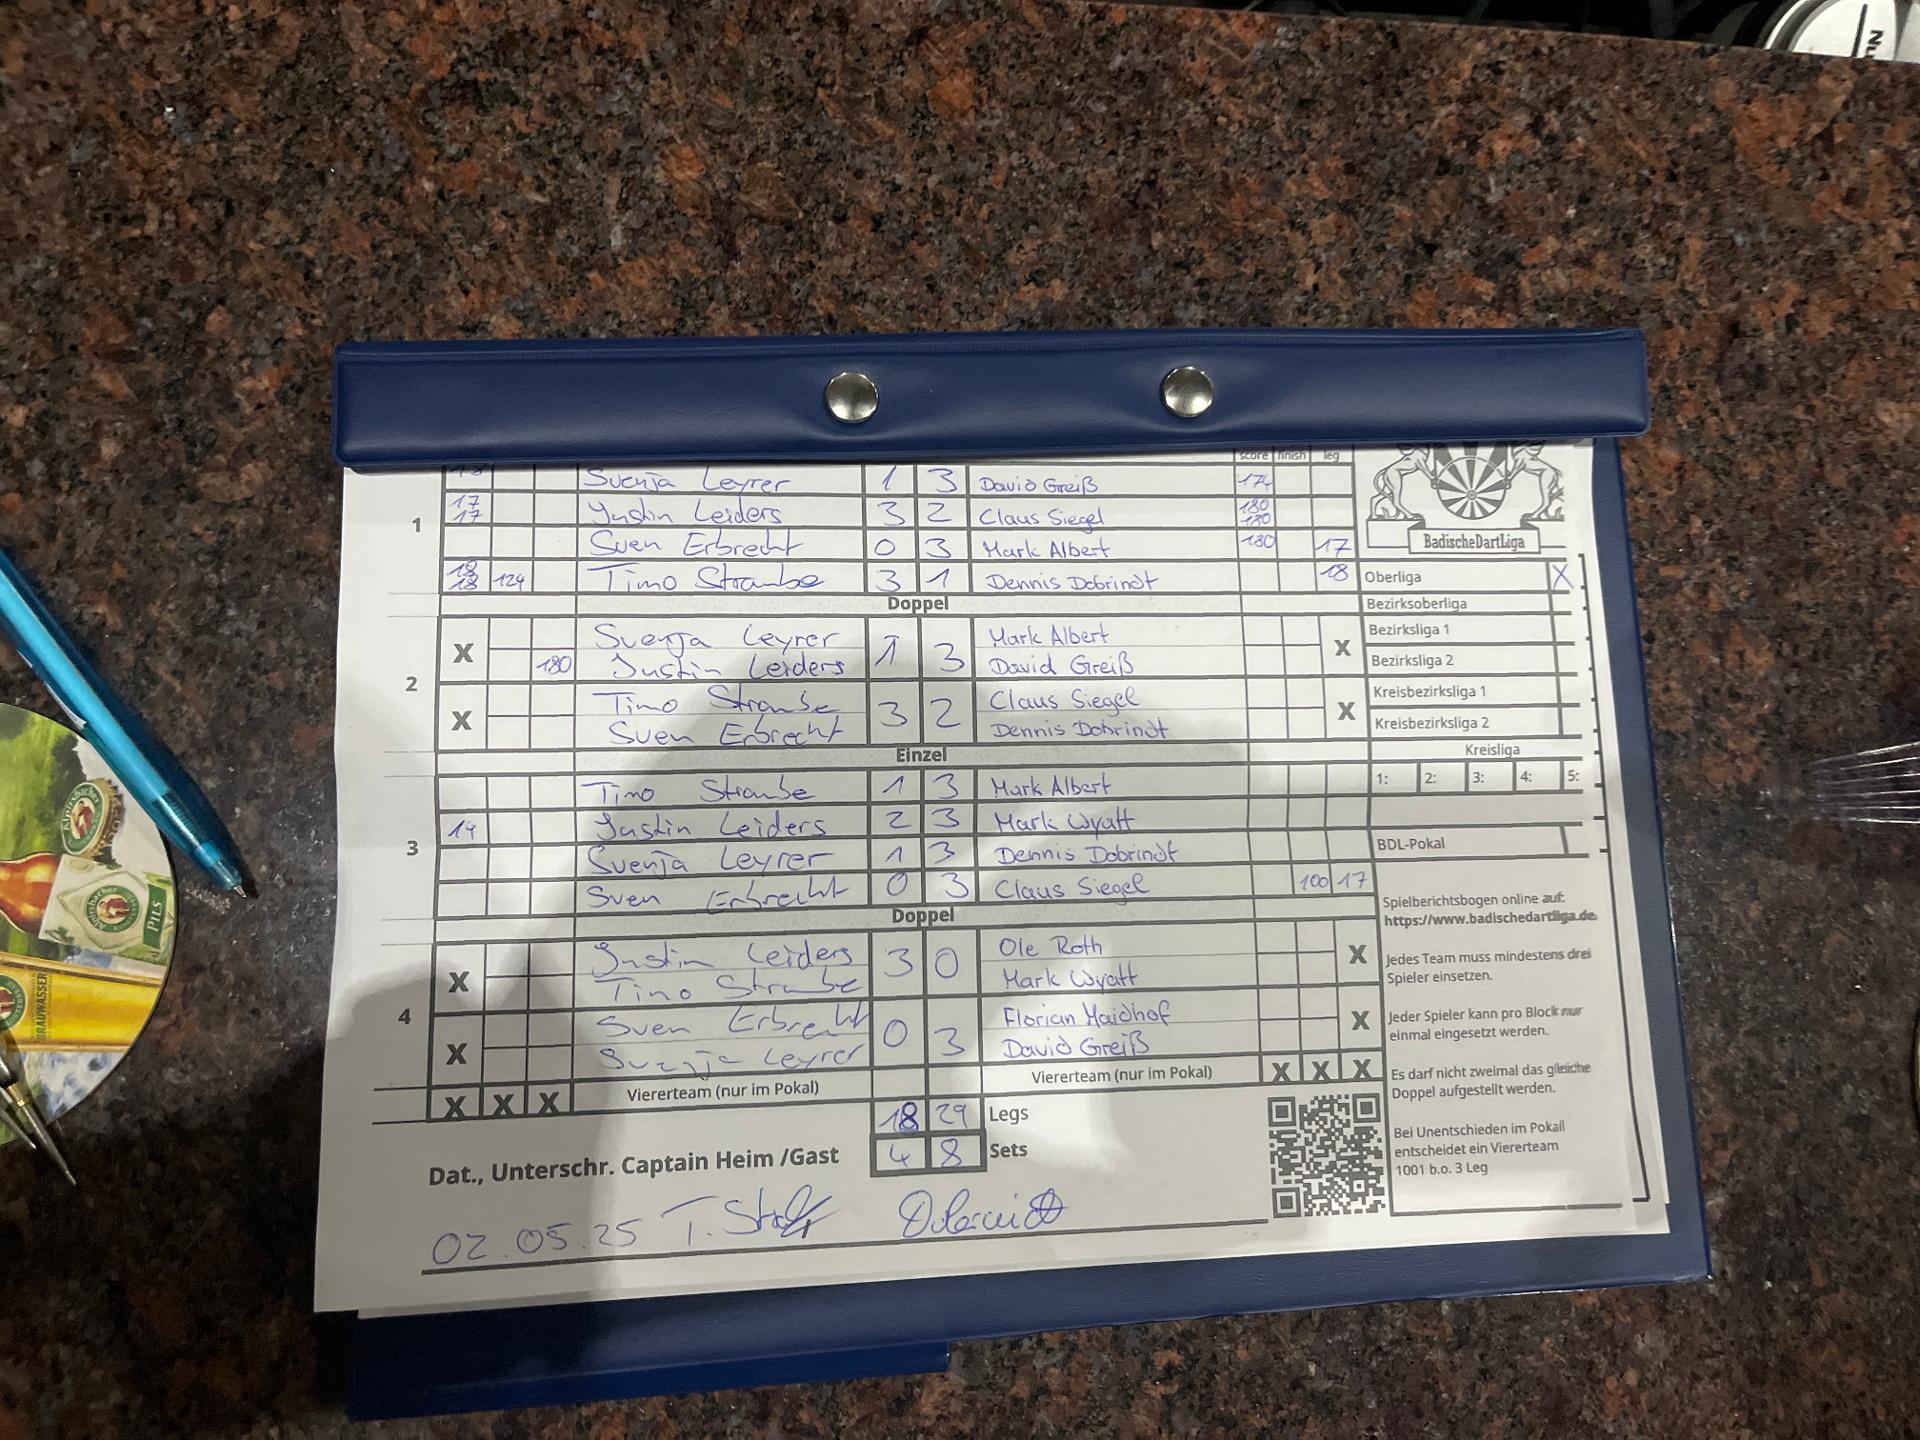 score finish leg
18 Svenja Leyrer 1 3 David Greiß 174
17 17 Justin Leiders 3 2 Claus Siegel 180 180
1
Sven Erbrecht 0 3 Mark Albert 180 17
18 18 124 Timo Straube 3 1 Dennis Dobrindt 18
Doppel
X Svenja Leyrer 1 3 Mark Albert X
180 Justin Leiders David Greiß
2
X Timo Straube 3 2 Claus Siegel X
Sven Erbrecht Dennis Dobrindt
Einzel
Timo Straube 1 3 Mark Albert
14 Justin Leiders 2 3 Mark Wyatt
3
Svenja Leyrer 1 3 Dennis Dobrindt
Sven Erbrecht 0 3 Claus Siegel 100 17
Doppel
X Justin Leiders 3 0 Ole Roth X
Timo Straube Mark Wyatt
4
X Sven Erbrecht 0 3 Florian Maidhof X
Svenja Leyrer David Greiß
X X X Viererteam (nur im Pokal) Viererteam (nur im Pokal) X X X
18 29 Legs
4 8 Sets
Dat., Unterschr. Captain Heim /Gast
02.05.25
BadischeDartLiga
Oberliga X
Bezirksoberliga
Bezirksliga 1
Bezirksliga 2
Kreisbezirksliga 1
Kreisbezirksliga 2
Kreisliga
1: 2: 3: 4: 5:
BDL-Pokal
Spielberichtsbogen online auf:
https://www.badischedartliga.de
Jedes Team muss mindestens drei
Spieler einsetzen.
Jeder Spieler kann pro Block nur
einmal eingesetzt werden.
Es darf nicht zweimal das gleiche
Doppel aufgestellt werden.
Bei Unentschieden im Pokal
entscheidet ein Viererteam
1001 b.o. 3 Leg
Alpirsbacher
PILS
BRAUWASSER